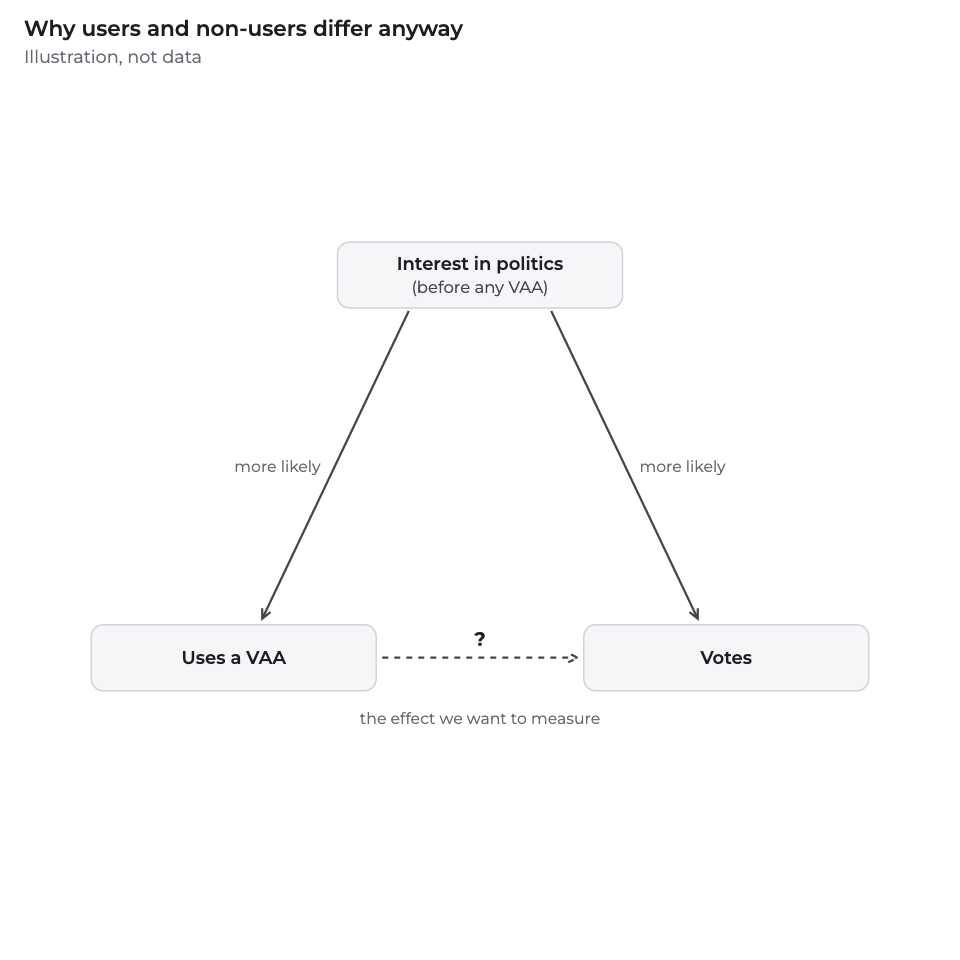 Why users and non-users differ anyway
Illustration, not data
Interest in politics
(before any VAA)
more likely
more likely
?
Uses a VAA
Votes
the effect we want to measure